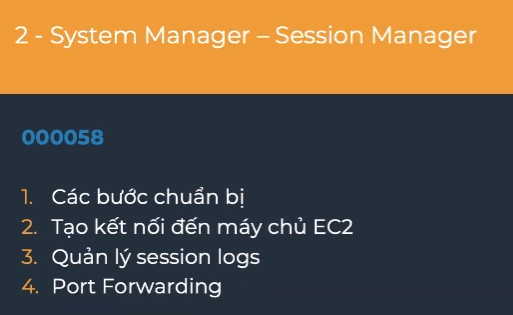 2 - System Manager – Session Manager
000058
1. Các bước chuẩn bị
2. Tạo kết nối đến máy chủ EC2
3. Quản lý session logs
4. Port Forwarding